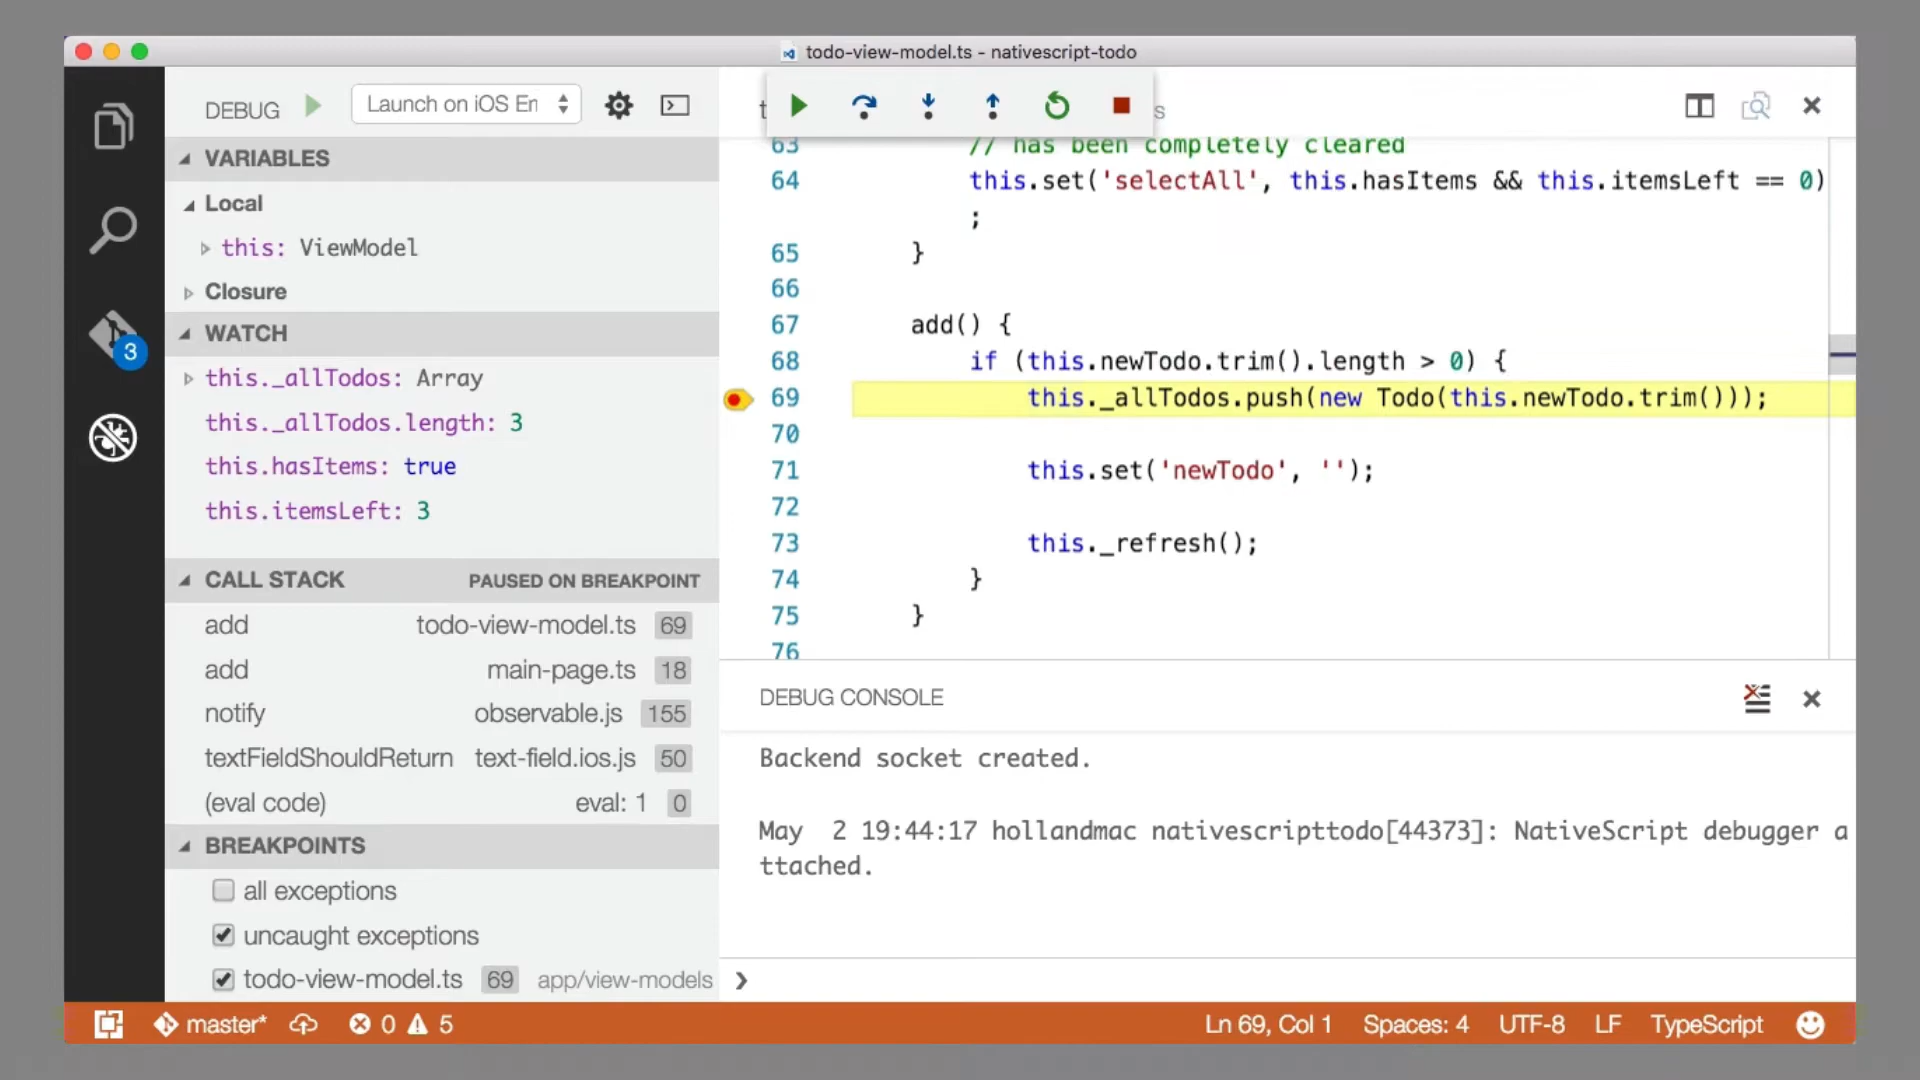 todo-view-model.ts - nativescript-todo
DEBUG
Launch on iOS Em
VARIABLES
Local
this: ViewModel
Closure
WATCH
this._allTodos: Array
this._allTodos.length: 3
this.hasItems: true
this.itemsLeft: 3
CALL STACK PAUSED ON BREAKPOINT
add todo-view-model.ts 69
add main-page.ts 18
notify observable.js 155
textFieldShouldReturn text-field.ios.js 50
(eval code) eval: 1 0
BREAKPOINTS
all exceptions
uncaught exceptions
todo-view-model.ts 69 app/view-models
3
t s
63 // has been completely cleared
64 this.set('selectAll', this.hasItems && this.itemsLeft == 0)
;
65 }
66
67 add() {
68 if (this.newTodo.trim().length > 0) {
69 this._allTodos.push(new Todo(this.newTodo.trim()));
70
71 this.set('newTodo', '');
72
73 this._refresh();
74 }
75 }
76
DEBUG CONSOLE
Backend socket created.
May  2 19:44:17 hollandmac nativescripttodo[44373]: NativeScript debugger a
ttached.
master* 0 5
Ln 69, Col 1 Spaces: 4 UTF-8 LF TypeScript